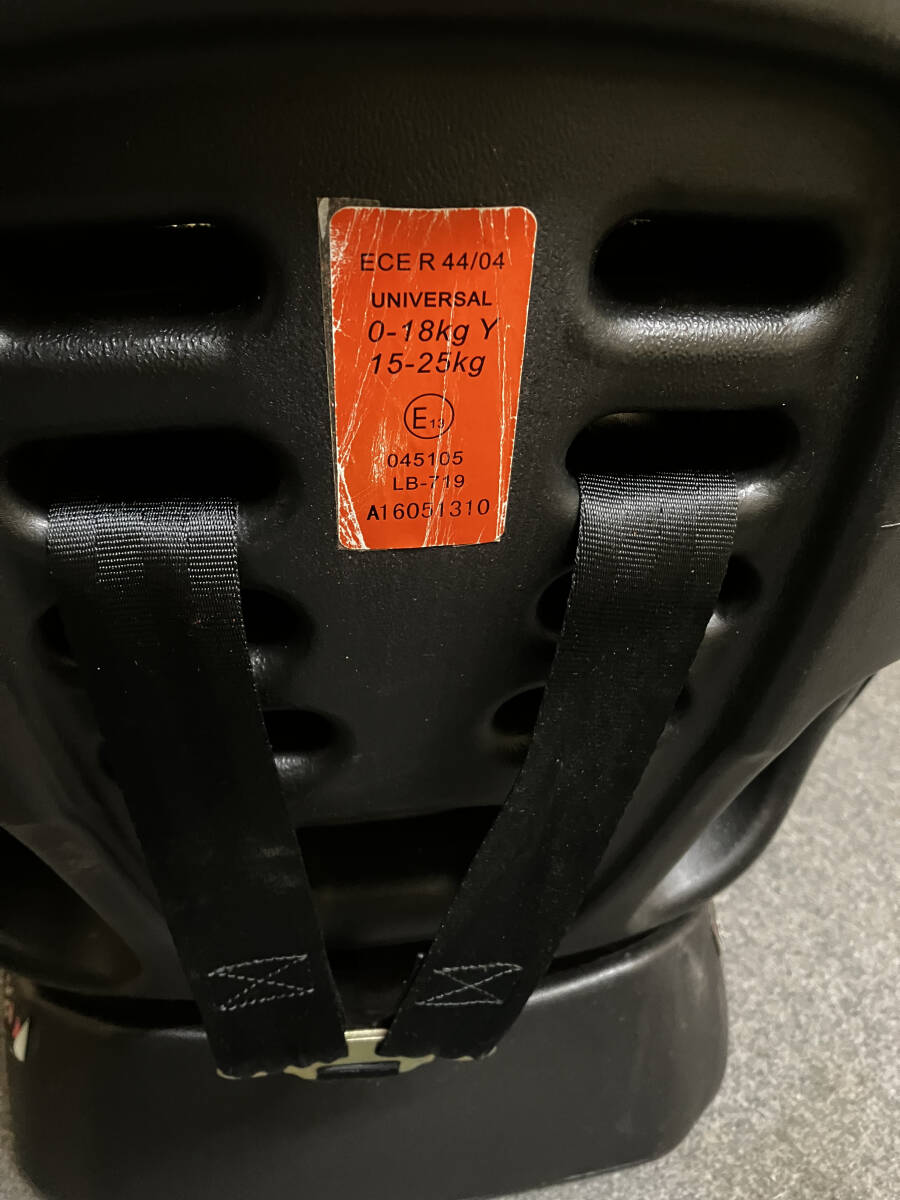 ECE R 44/04
UNIVERSAL
0-18kg Y
15-25kg
E13
045105
LB-719
A16051310